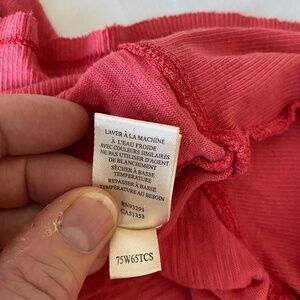 LAVER À LA MACHINE
À L'EAU FROIDE
AVEC COULEURS SIMILAIRES
NE PAS UTILISER D'AGENT
DE BLANCHIMENT
SÉCHER À BASSE
TEMPÉRATURE
REPASSER À BASSE
TEMPÉRATURE AU BESOIN
RN93291
CA51353
75W65TCS